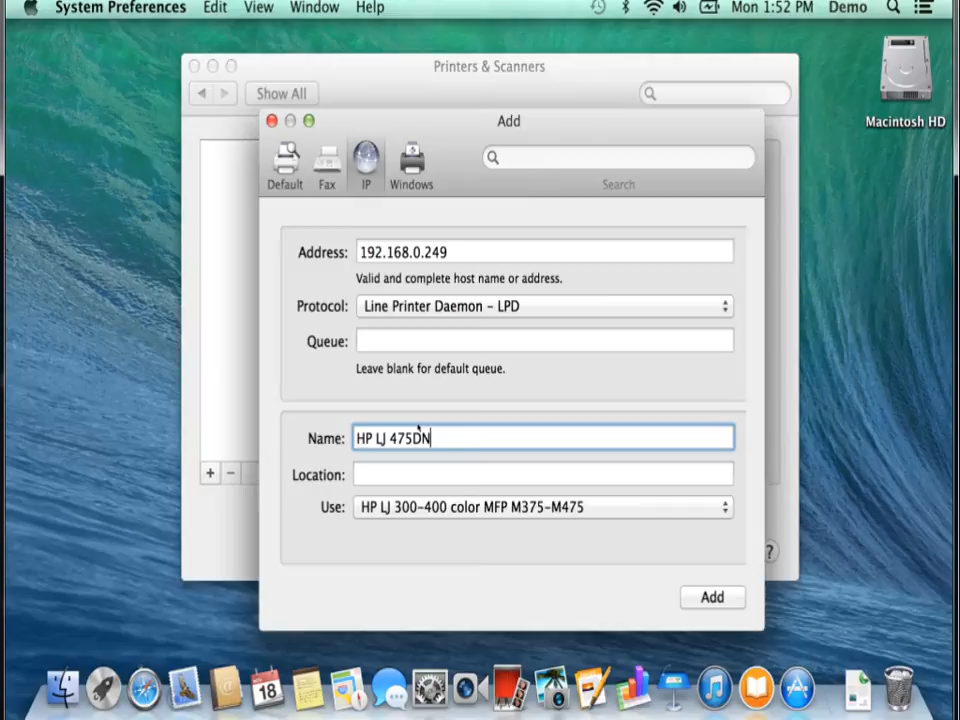 System Preferences Edit View Window Help Mon 1:52 PM Demo
Printers & Scanners
Show All
Macintosh HD
Add
Default Fax IP Windows
Search
Address: 192.168.0.249
Valid and complete host name or address.
Protocol: Line Printer Daemon - LPD
Queue:
Leave blank for default queue.
Name: HP LJ 475DN
Location:
+ -
Use: HP LJ 300-400 color MFP M375-M475
?
Add
18